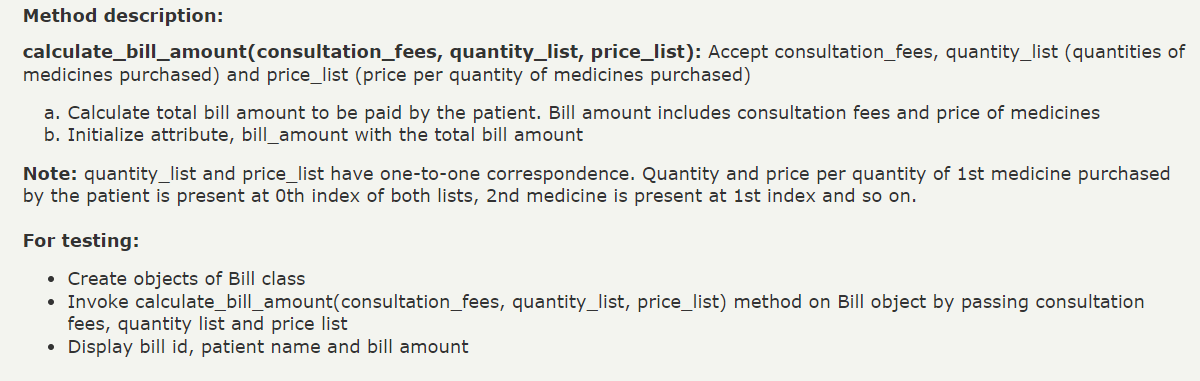 Method description:
calculate_bill_amount(consultation_fees, quantity_list, price_list): Accept consultation_fees, quantity_list (quantities of
medicines purchased) and price_list (price per quantity of medicines purchased)
a. Calculate total bill amount to be paid by the patient. Bill amount includes consultation fees and price of medicines
b. Initialize attribute, bill_amount with the total bill amount
Note: quantity_list and price_list have one-to-one correspondence. Quantity and price per quantity of 1st medicine purchased
by the patient is present at 0th index of both lists, 2nd medicine is present at 1st index and so on.
For testing:
• Create objects of Bill class
• Invoke calculate_bill_amount(consultation_fees, quantity_list, price_list) method on Bill object by passing consultation
fees, quantity list and price list
• Display bill id, patient name and bill amount